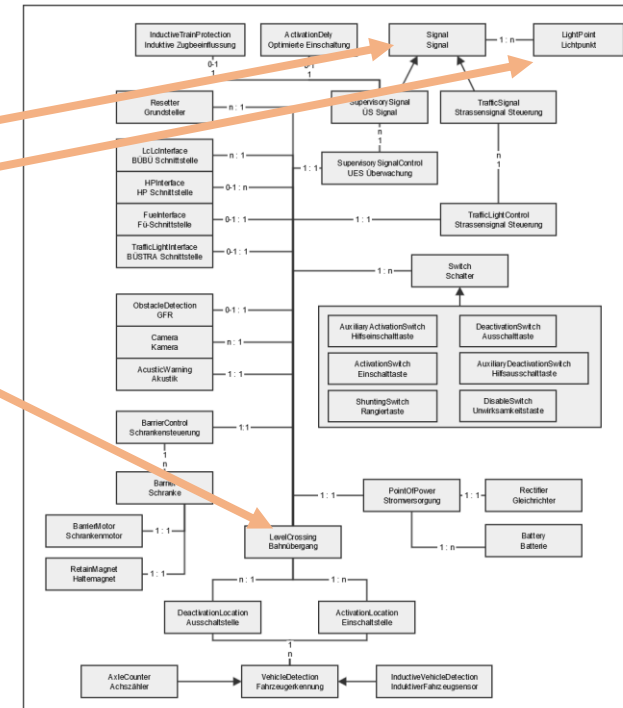 InductiveTrainProtection
Induktive Zugbeeinflussung
ActivationDely
Optimierte Einschaltung
Signal
Signal
1 : n
LightPoint
Lichtpunkt
0-1
1
0-1
1
Resetter
Grundsteller
n : 1
SupervisorySignal
ÜS Signal
TrafficSignal
Strassensignal Steuerung
n
1
n
1
LcLcInterface
BÜBÜ Schnittstelle
n : 1
1 : 1
SupervisorySignalControl
UES Überwachung
HPInterface
HP Schnittstelle
0-1 : n
FueInterface
Fü-Schnittstelle
0-1 : 1
1 : 1
TrafficLightControl
Strassensignal Steuerung
TrafficLightInterface
BÜSTRA Schnittstelle
0-1 : 1
1 : n
Switch
Schalter
ObstacleDetection
GFR
0-1 : 1
Camera
Kamera
n : 1
AcusticWarning
Akustik
1 : 1
AuxiliaryActivationSwitch
Hilfseinschalttaste
DeactivationSwitch
Ausschalttaste
ActivationSwitch
Einschalttaste
AuxiliaryDeactivationSwitch
Hilfsausschalttaste
ShuntingSwitch
Rangiertaste
DisableSwitch
Unwirksamkeitstaste
BarrierControl
Schrankensteuerung
1:1
1
n
Barrier
Schranke
1 : 1
PointOfPower
Stromversorgung
1 : 1
Rectifier
Gleichrichter
BarrierMotor
Schrankenmotor
1 : 1
LevelCrossing
Bahnübergang
1 : n
Battery
Batterie
RetainMagnet
Haltemagnet
1 : 1
n : 1
1 : n
DeactivationLocation
Ausschaltstelle
ActivationLocation
Einschaltstelle
1
n
AxleCounter
Achszähler
VehicleDetection
Fahrzeugerkennung
InductiveVehicleDetection
InduktiverFahrzeugsensor